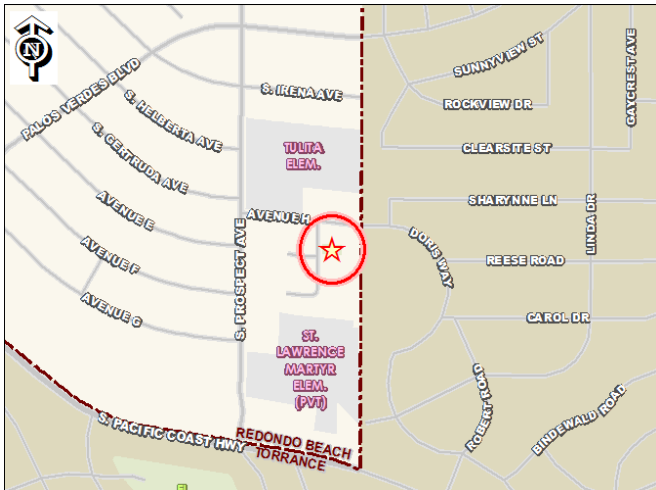 N
PALOS VERDES BLVD
S. HELBERTA AVE
S. GERTRUDA AVE
AVENUE E
AVENUE F
AVENUE G
S. IRENA AVE
TULITA
ELEM.
AVENUE H
S. PROSPECT AVE
ST.
LAWRENCE
MARTYR
ELEM.
(PVT)
S. PACIFIC COAST HWY
REDONDO BEACH
TORRANCE
SUNNYVIEW ST
ROCKVIEW DR
CLEARSITE ST
GAYCREST AVE
SHARYNNE LN
LINDA DR
DORIS WAY
REESE ROAD
CAROL DR
ROBERT ROAD
BINDEWALD ROAD